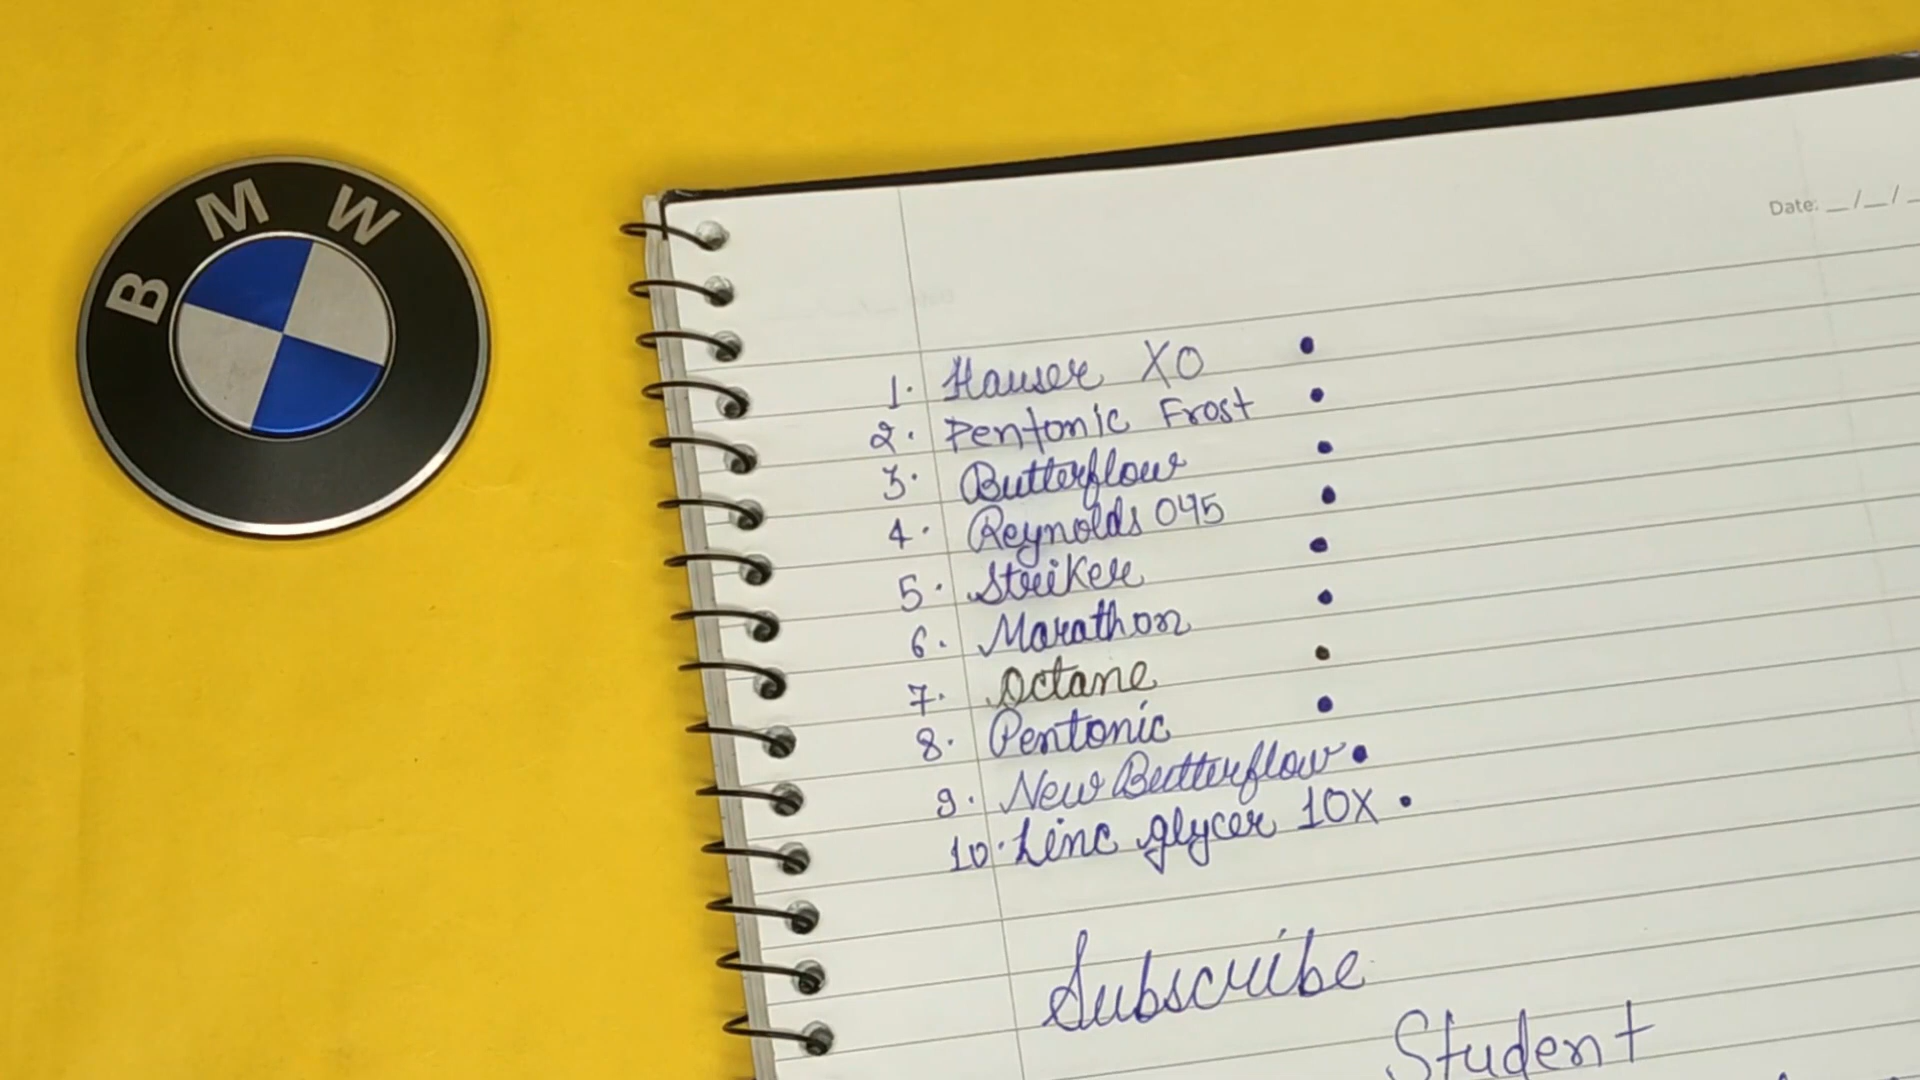 BMW
Date: __/__/_
1. Hauser XO •
2. Pentonic Frost •
3. Butterflow •
4. Reynolds 045 •
5. Striker •
6. Marathon •
7. Octane •
8. Pentonic •
9. New Butterflow •
10. Linc glycer 10X •
Subscribe
Student